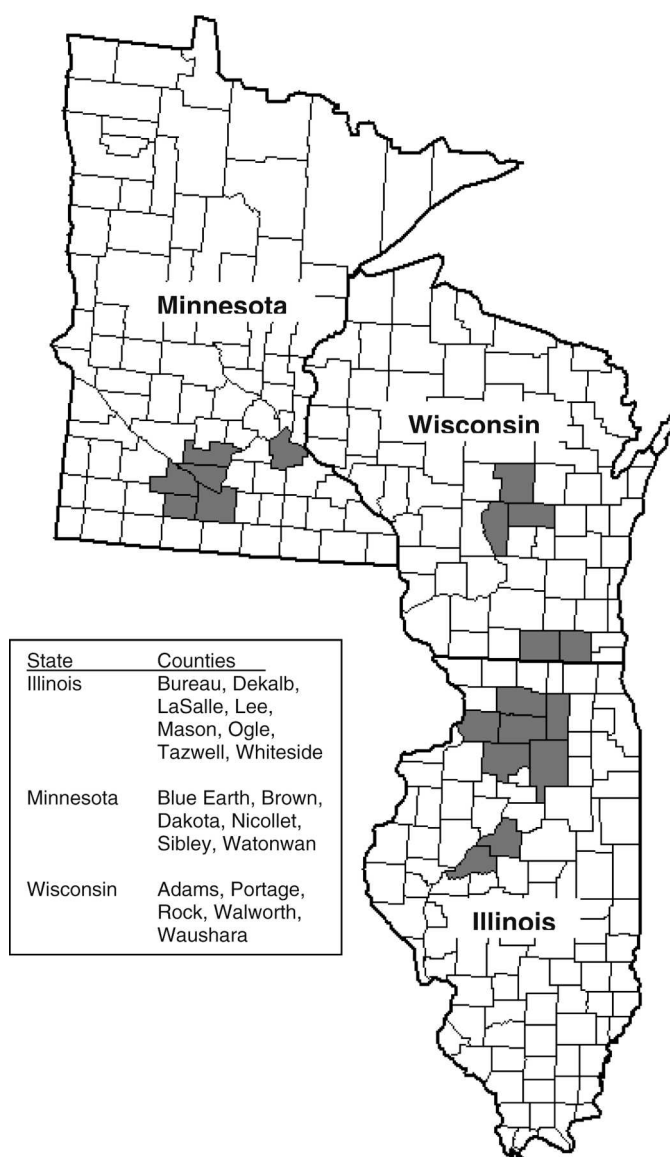 Minnesota
Wisconsin
State Counties
Illinois Bureau, Dekalb,
LaSalle, Lee,
Mason, Ogle,
Tazwell, Whiteside
Minnesota Blue Earth, Brown,
Dakota, Nicollet,
Sibley, Watonwan
Wisconsin Adams, Portage,
Rock, Walworth,
Waushara
Illinois